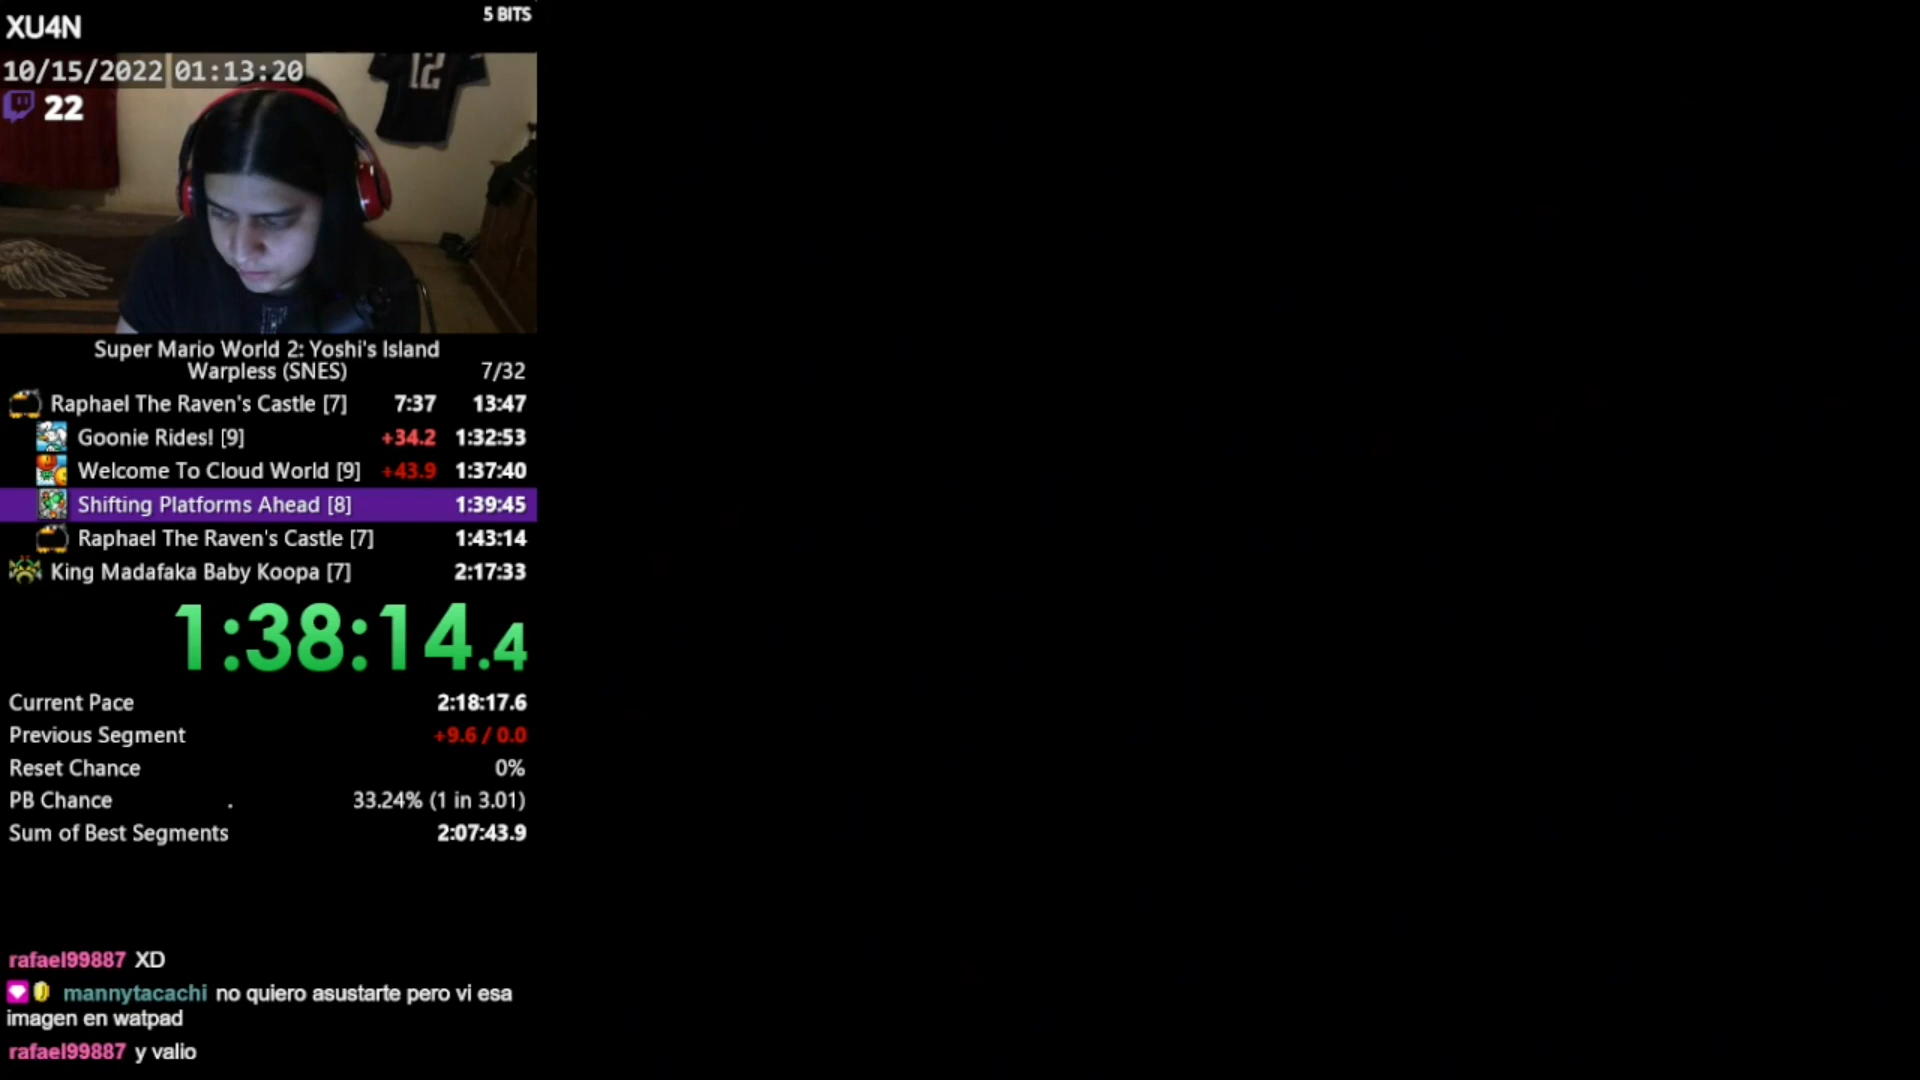 XU4N
5 BITS
10/15/2022 01:13:20
22
12
Super Mario World 2: Yoshi's Island
Warpless (SNES) 7/32
Raphael The Raven's Castle [7] 7:37 13:47
Goonie Rides! [9] +34.2 1:32:53
Welcome To Cloud World [9] +43.9 1:37:40
Shifting Platforms Ahead [8] 1:39:45
Raphael The Raven's Castle [7] 1:43:14
King Madafaka Baby Koopa [7] 2:17:33
1:38:14.4
Current Pace 2:18:17.6
Previous Segment +9.6 / 0.0
Reset Chance 0%
PB Chance . 33.24% (1 in 3.01)
Sum of Best Segments 2:07:43.9
rafael99887 XD
mannytacachi no quiero asustarte pero vi esa
imagen en watpad
rafael99887 y valio